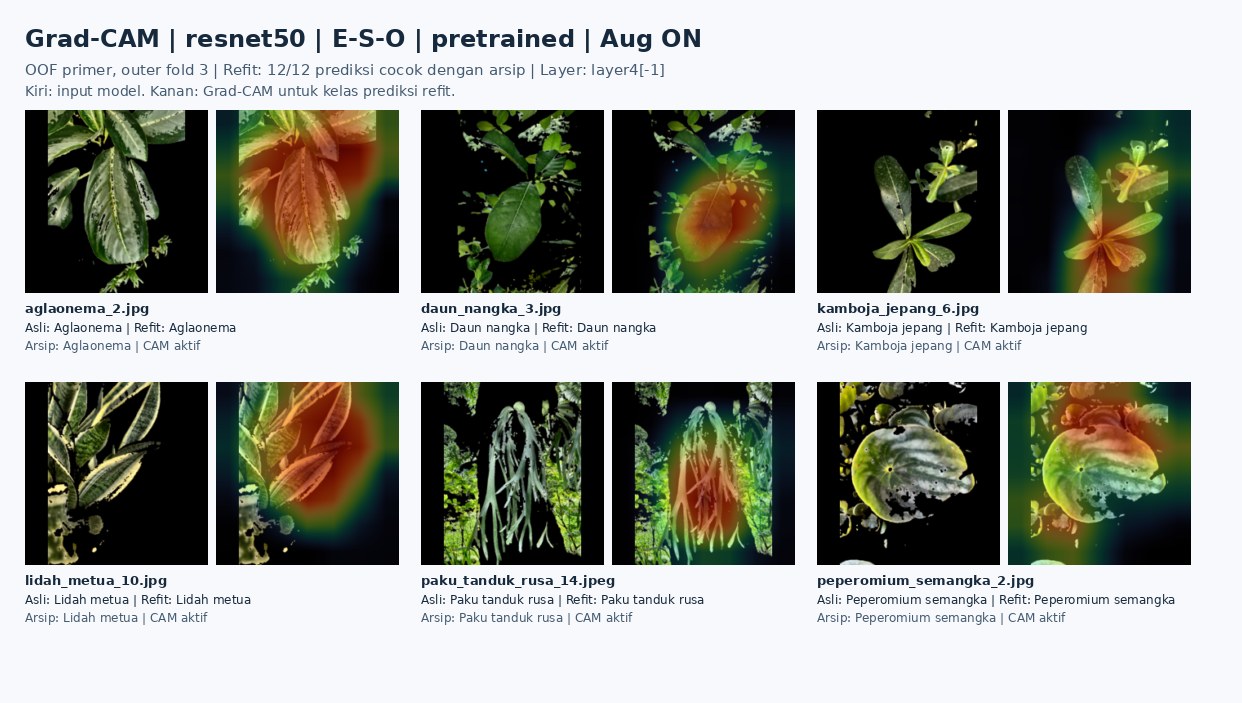 Grad-CAM | resnet50 | E-S-O | pretrained | Aug ON
OOF primer, outer fold 3 | Refit: 12/12 prediksi cocok dengan arsip | Layer: layer4[-1]
Kiri: input model. Kanan: Grad-CAM untuk kelas prediksi refit.
aglaonema_2.jpg
Asli: Aglaonema | Refit: Aglaonema
Arsip: Aglaonema | CAM aktif
daun_nangka_3.jpg
Asli: Daun nangka | Refit: Daun nangka
Arsip: Daun nangka | CAM aktif
kamboja_jepang_6.jpg
Asli: Kamboja jepang | Refit: Kamboja jepang
Arsip: Kamboja jepang | CAM aktif
lidah_metua_10.jpg
Asli: Lidah metua | Refit: Lidah metua
Arsip: Lidah metua | CAM aktif
paku_tanduk_rusa_14.jpeg
Asli: Paku tanduk rusa | Refit: Paku tanduk rusa
Arsip: Paku tanduk rusa | CAM aktif
peperomium_semangka_2.jpg
Asli: Peperomium semangka | Refit: Peperomium semangka
Arsip: Peperomium semangka | CAM aktif